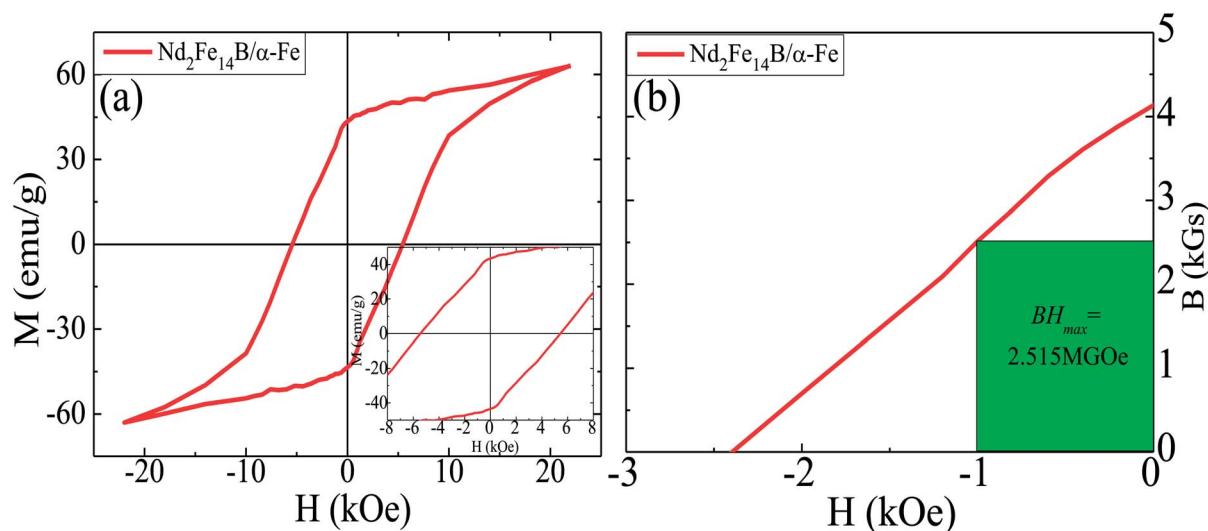 Nd₂Fe₁₄B/α-Fe
(a)
60
30
0
-30
-60
M (emu/g)
-20
-10
0
10
20
H (kOe)
40
20
0
-20
-40
M (emu/g)
-8
-6
-4
-2
0
2
4
6
8
H (kOe)
Nd₂Fe₁₄B/α-Fe
(b)
5
4
3
2
1
0
B (kGs)
BHₘₐₓ=
2.515MGOe
-3
-2
-1
0
H (kOe)